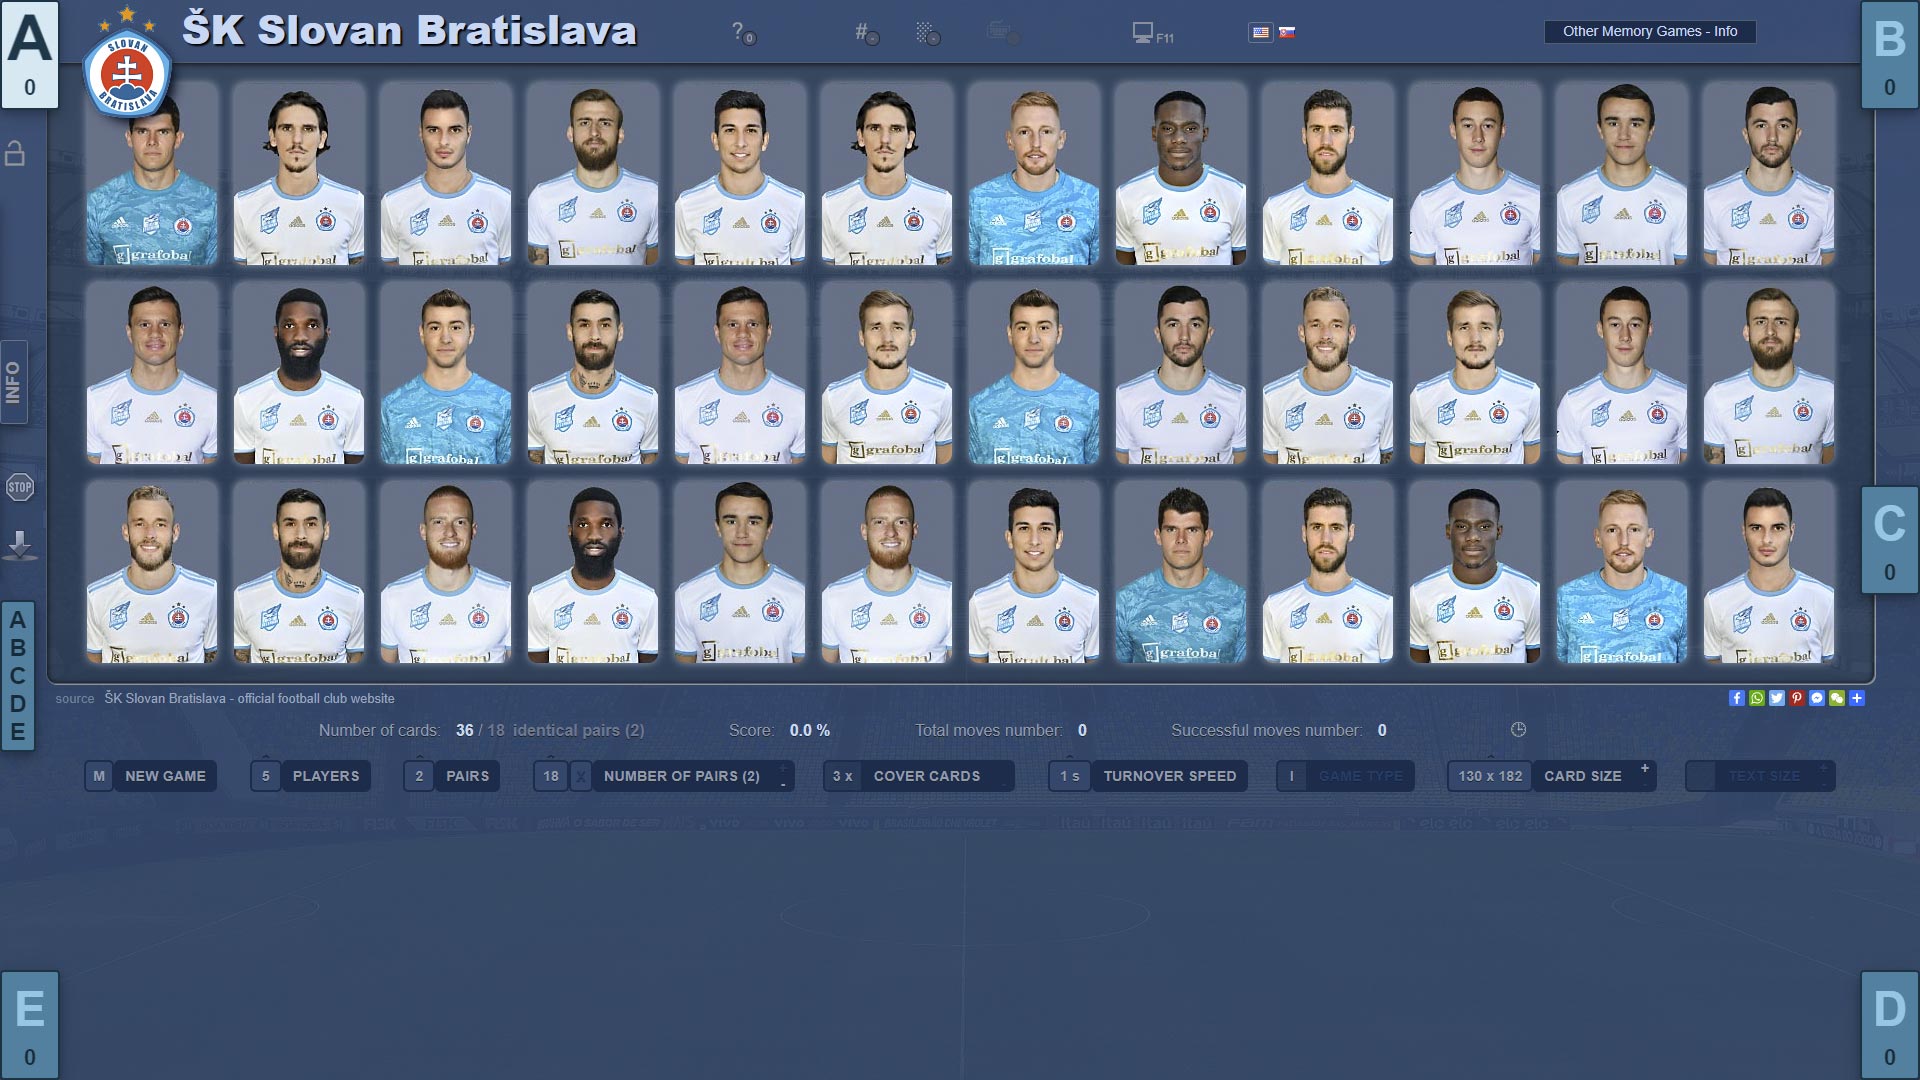 A
0
SLOVAN
BRATISLAVA
ŠK Slovan Bratislava
?
0
#
F11
Other Memory Games - Info
B
0
INFO
STOP
grafobal
C
0
A
B
C
D
E
source ŠK Slovan Bratislava - official football club website
Number of cards: 36 / 18 identical pairs (2) Score: 0.0 % Total moves number: 0 Successful moves number: 0
M NEW GAME 5 PLAYERS 2 PAIRS 18 X NUMBER OF PAIRS (2) + - 3 x COVER CARDS 1 s TURNOVER SPEED I GAME TYPE 130 x 182 CARD SIZE + TEXT SIZE +
E
0
D
0